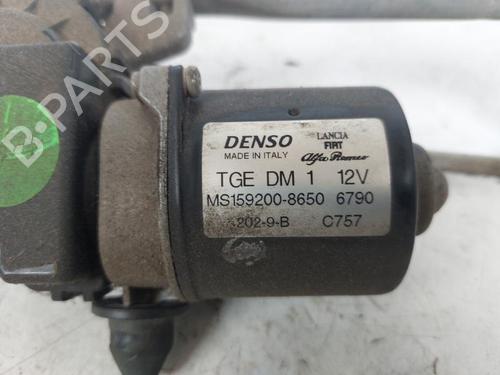 B-PARTS
DENSO
MADE IN ITALY
LANCIA
FIAT
Alfa Romeo
TGE DM 1 12V
MS159200-8650 6790
202-9-B C757